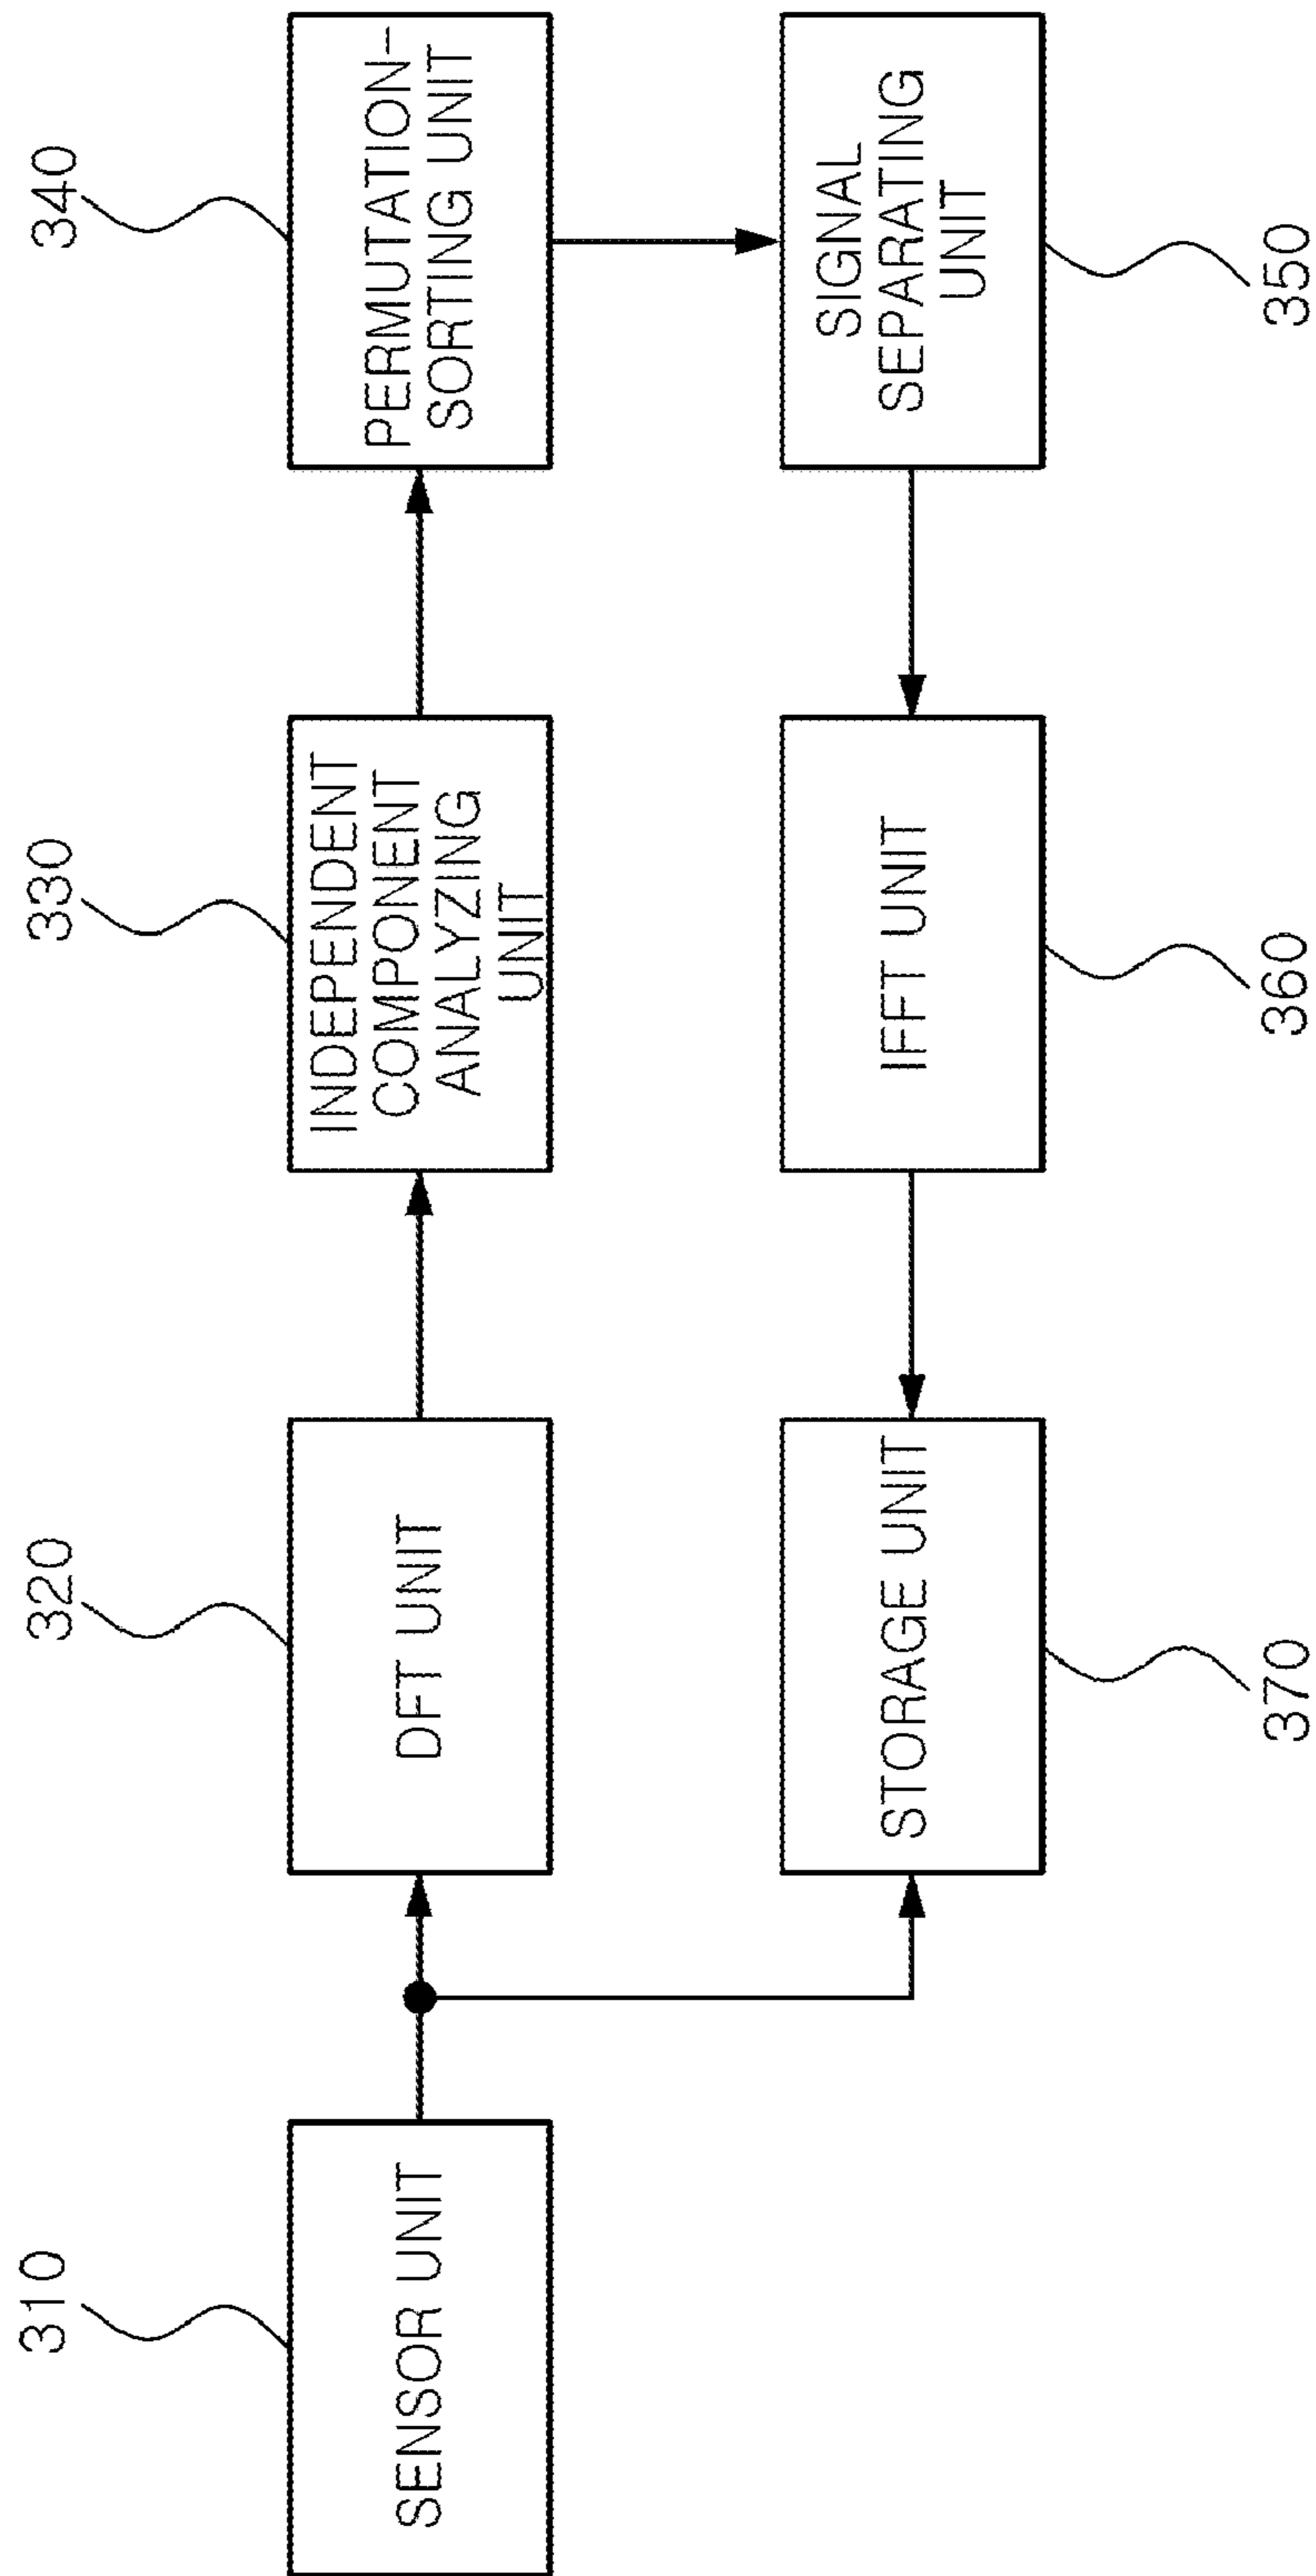 310
SENSOR UNIT
320
DFT UNIT
330
INDEPENDENT
COMPONENT
ANALYZING
UNIT
340
PERMUTATION-
SORTING UNIT
STORAGE UNIT
370
IFFT UNIT
360
SIGNAL
SEPARATING
UNIT
350